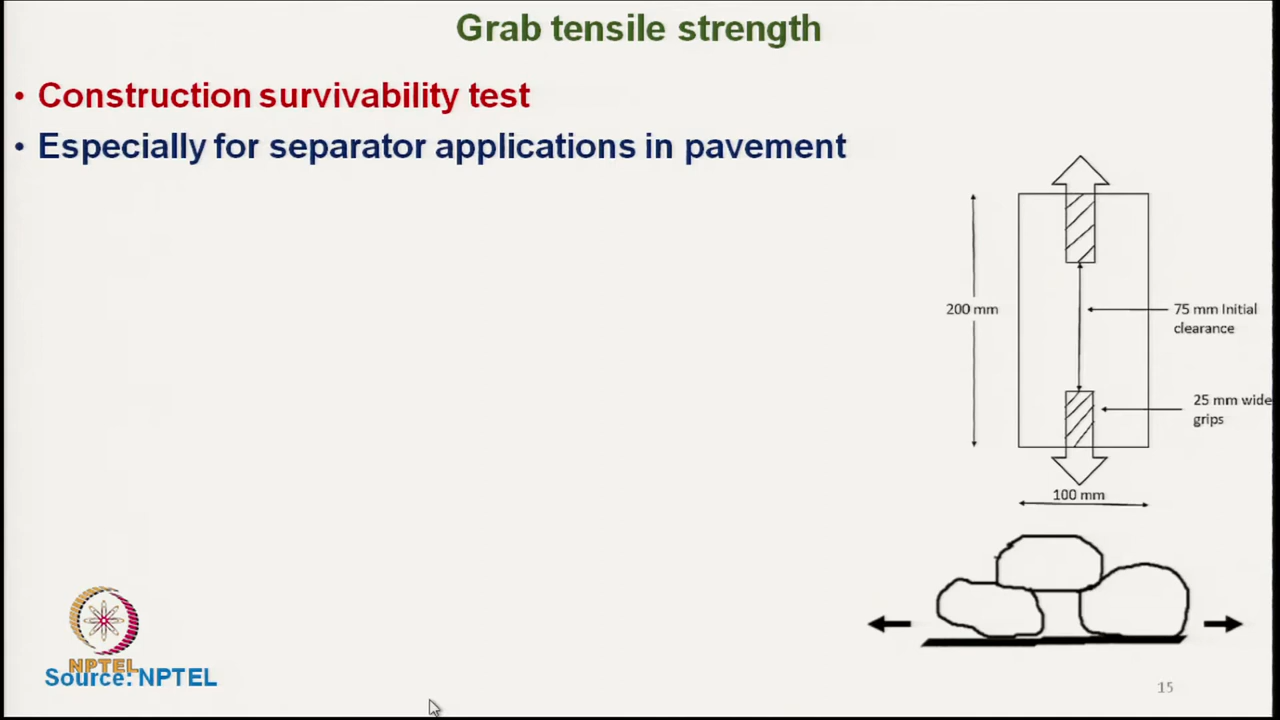 Grab tensile strength
• Construction survivability test
• Especially for separator applications in pavement
200 mm
75 mm Initial
clearance
25 mm wide
grips
100 mm
NPTEL
Source: NPTEL
15